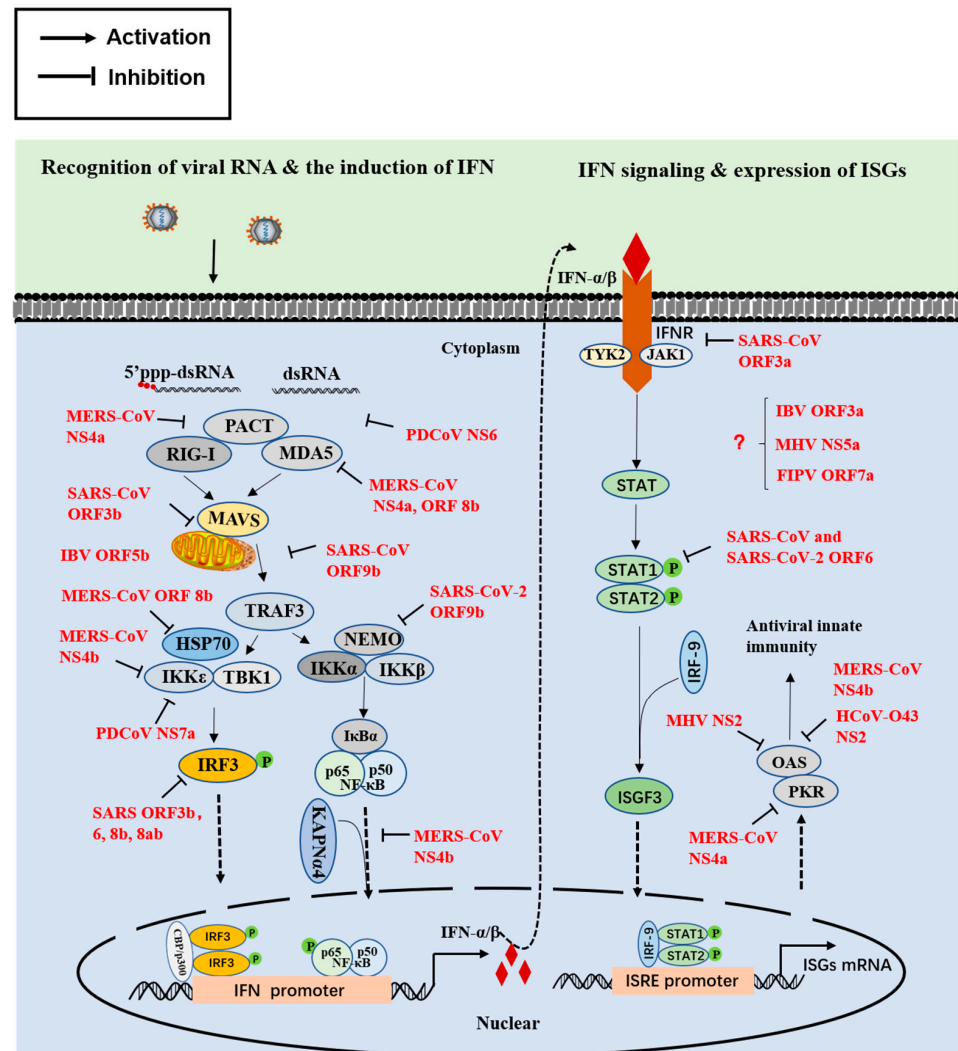 Activation
Inhibition
Recognition of viral RNA & the induction of IFN
IFN signaling & expression of ISGs
IFN-α/β
Cytoplasm
IFNR
TYK2
JAK1
SARS-CoV
ORF3a
5’ppp-dsRNA
dsRNA
MERS-CoV
NS4a
PACT
RIG-I
MDA5
PDCoV NS6
MERS-CoV
NS4a, ORF 8b
SARS-CoV
ORF3b
MAVS
IBV ORF5b
SARS-CoV
ORF9b
MERS-CoV ORF 8b
TRAF3
SARS-CoV-2
ORF9b
MERS-CoV
NS4b
HSP70
IKKε
TBK1
NEMO
IKKα
IKKβ
PDCoV NS7a
IRF3
P
IκBα
p65
p50
NF-κB
SARS ORF3b,
6, 8b, 8ab
KAPNα4
MERS-CoV
NS4b
?
IBV ORF3a
MHV NS5a
FIPV ORF7a
STAT
SARS-CoV and
SARS-CoV-2 ORF6
STAT1
P
STAT2
P
IRF-9
ISGF3
Antiviral innate
immunity
MERS-CoV
NS4b
MHV NS2
HCoV-O43
NS2
OAS
PKR
MERS-CoV
NS4a
CBP/p300
IRF3
P
IRF3
P
P
p65
p50
NF-κB
IFN promoter
IFN-α/β
IRF-9
STAT1
P
STAT2
P
ISRE promoter
ISGs mRNA
Nuclear